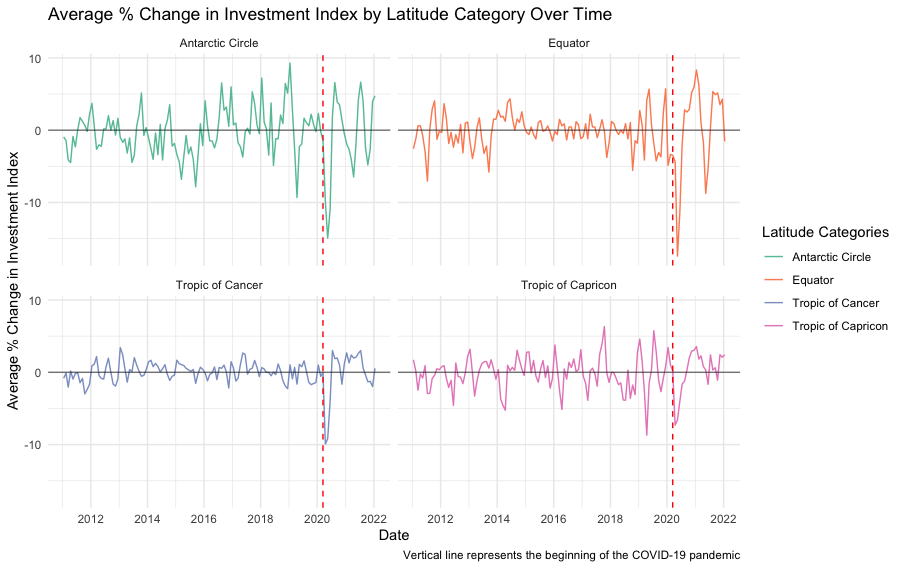 Average % Change in Investment Index by Latitude Category Over Time
Antarctic Circle
Equator
10
0
-10
Tropic of Cancer
Tropic of Capricon
10
0
-10
2012 2014 2016 2018 2020 2022
2012 2014 2016 2018 2020 2022
Average % Change in Investment Index
Date
Latitude Categories
Antarctic Circle
Equator
Tropic of Cancer
Tropic of Capricon
Vertical line represents the beginning of the COVID-19 pandemic